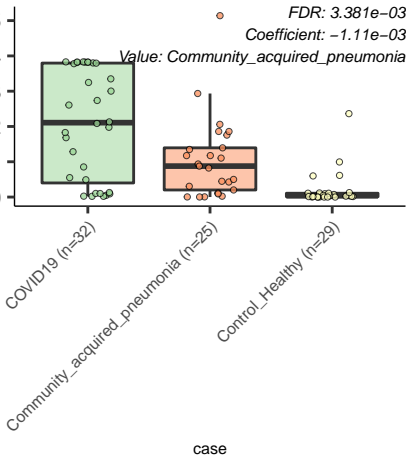 FDR: 3.381e−03
Coefficient: −1.11e−03
Value: Community_acquired_pneumonia
COVID19 (n=32)
Community_acquired_pneumonia (n=25)
Control_Healthy (n=29)
case